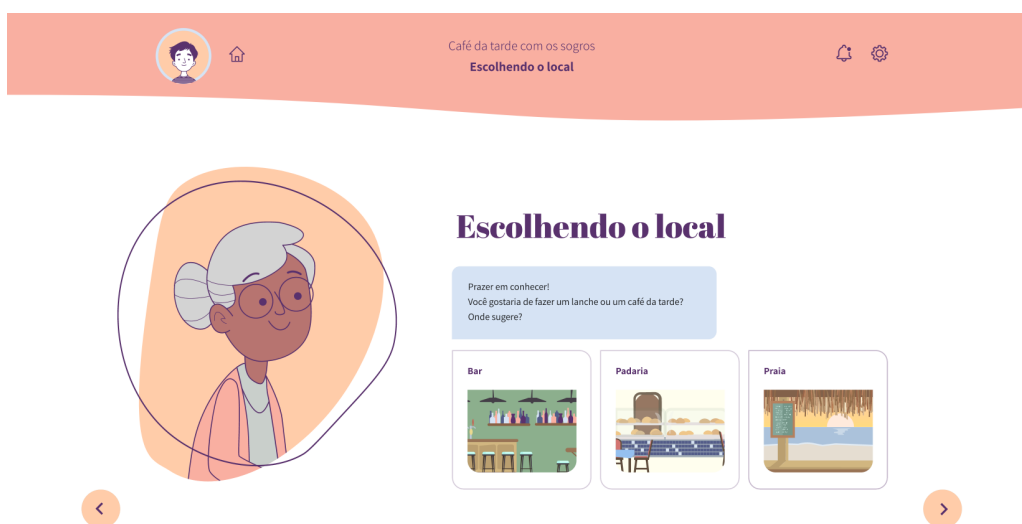 Café da tarde com os sogros
Escolhendo o local
Escolhendo o local
Prazer em conhecer!
Você gostaria de fazer um lanche ou um café da tarde?
Onde sugere?
Bar
Padaria
Praia